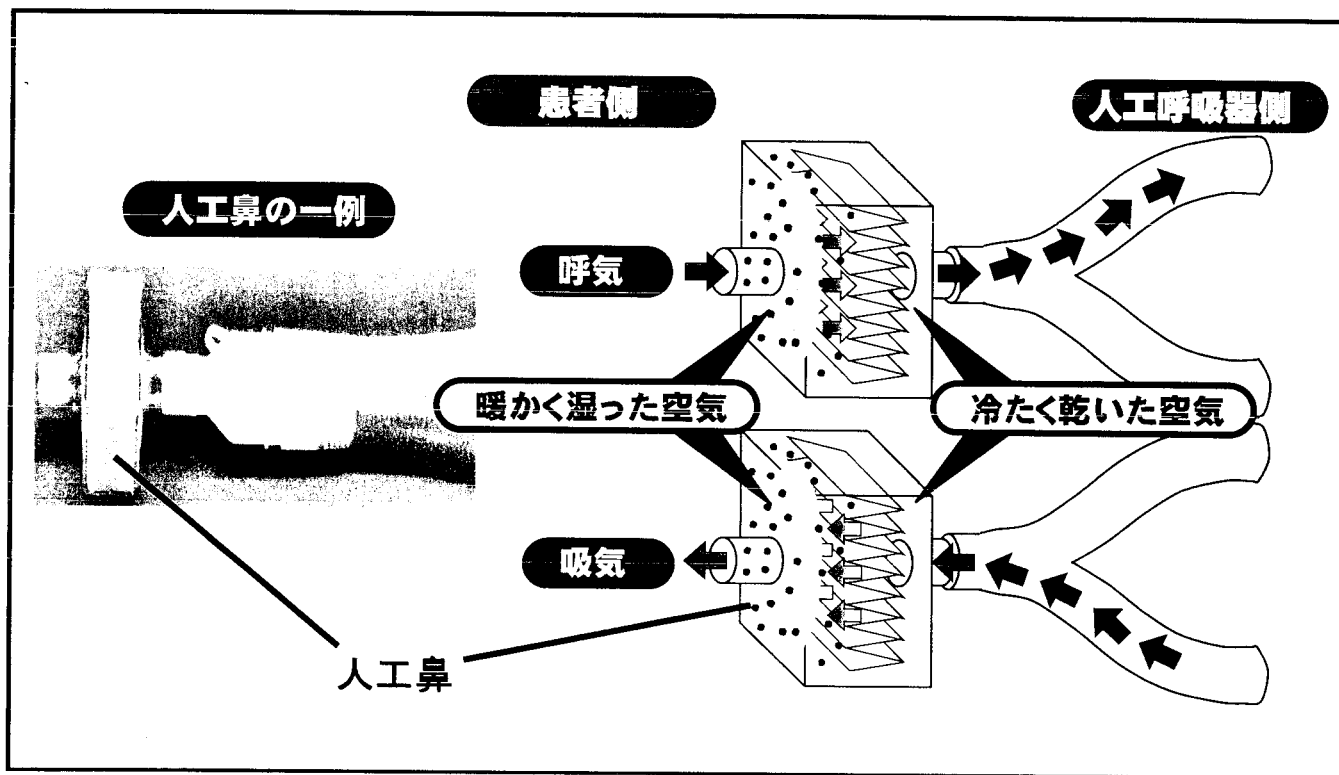 患者側
人工呼吸器側
人工鼻の一例
呼気
暖かく湿った空気
冷たく乾いた空気
吸気
人工鼻